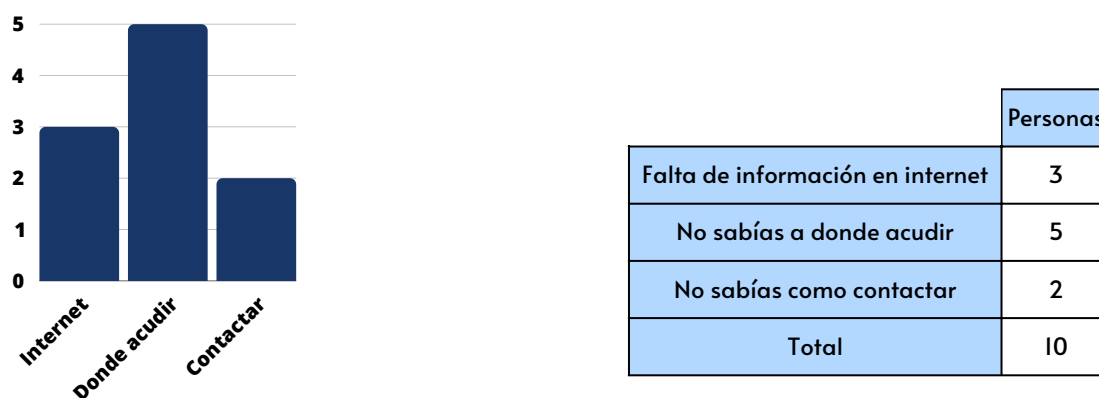 5
4
3
2
1
0
Internet
Donde acudir
Contactar
Personas
Falta de información en internet 3
No sabías a donde acudir 5
No sabías como contactar 2
Total 10